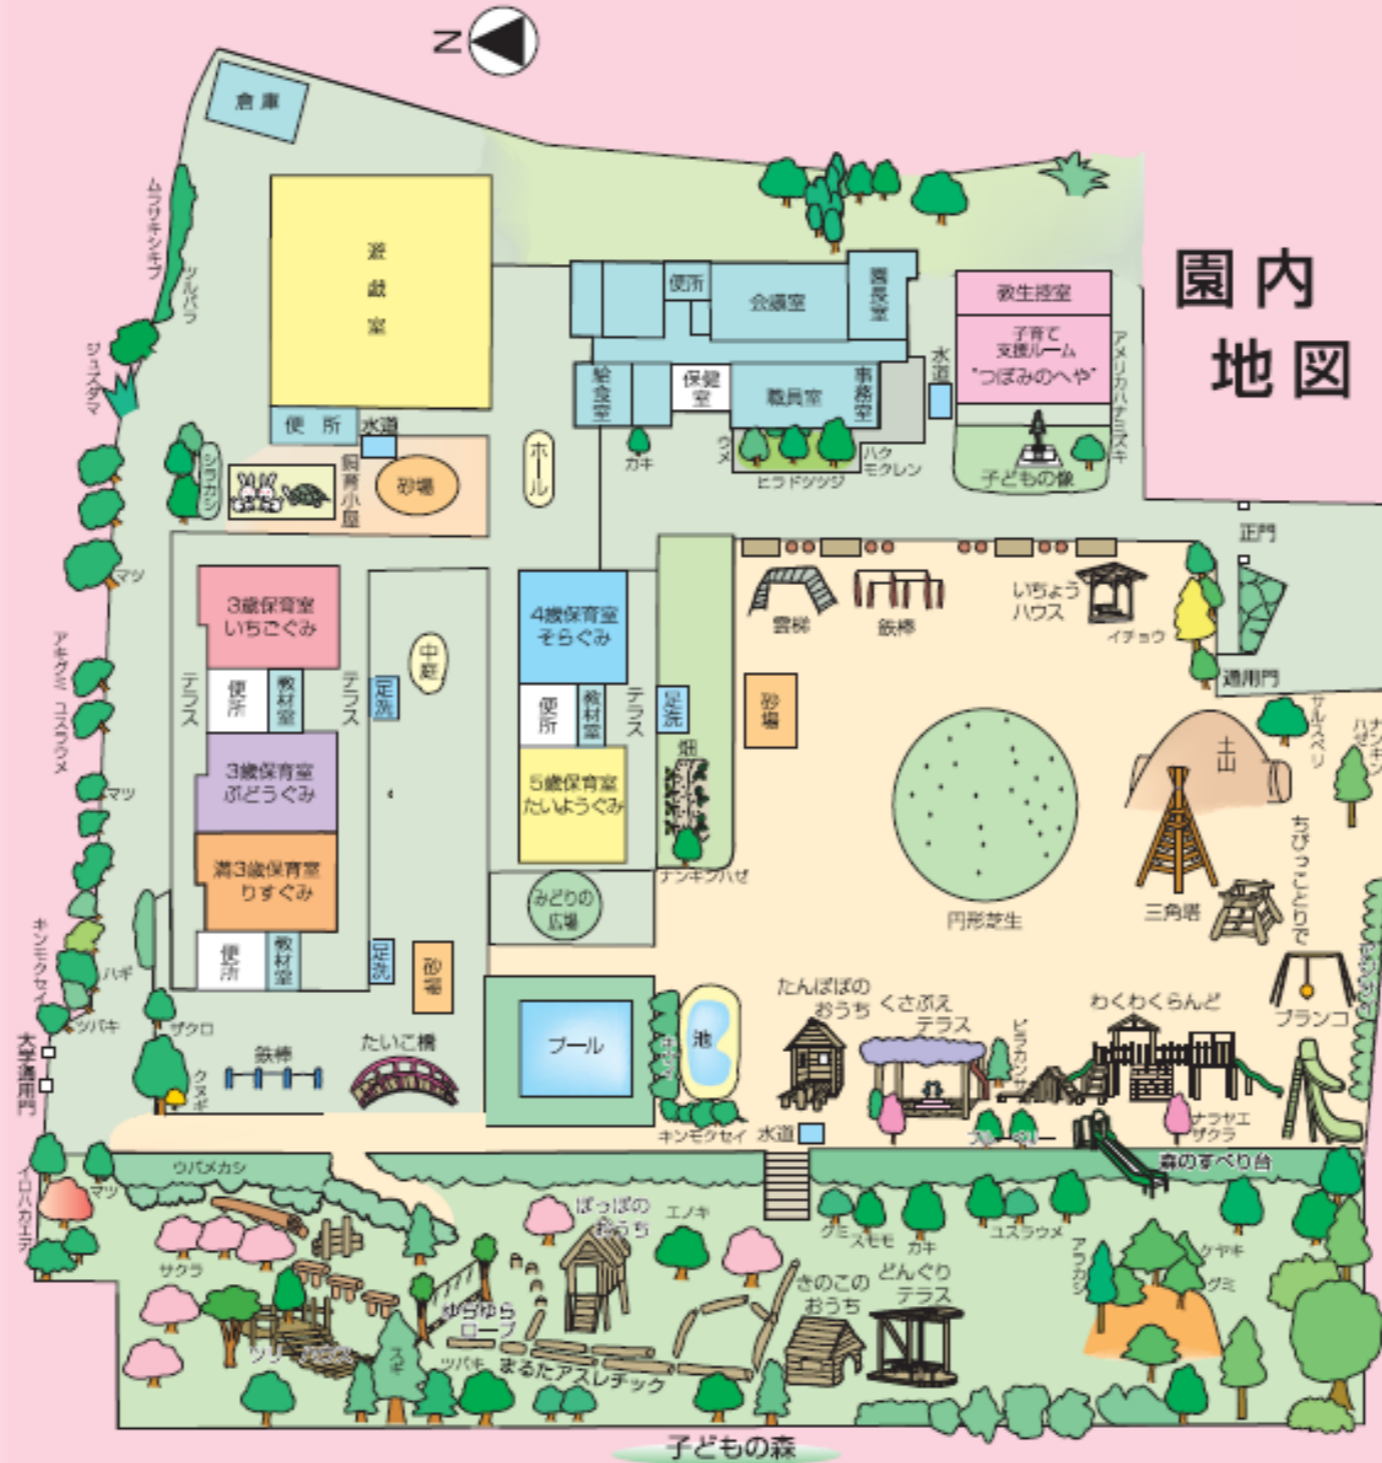 N
園内
地図
倉庫
ムラサキシキブ
ツルバラ
遊戯室
便所
会議室
園長室
教生控室
子育て
支援ルーム
"つぼみのへや"
アメリカハナミズキ
ジュズダマ
給食室
保健室
職員室
事務室
水道
便所
水道
ホール
カキ
ウメ
ハク
モクレン
ヒラドツツジ
子どもの像
シラカシ
飼育小屋
砂場
正門
マツ
3歳保育室
いちごぐみ
4歳保育室
そらぐみ
雲梯
鉄棒
いちょう
ハウス
イチョウ
中庭
アキグミ
ユスラウメ
テラス
便所
教材室
テラス
足洗
便所
教材室
テラス
足洗
砂場
通用門
サルスベリ
ナンキン
ハゼ
畑
土山
マツ
3歳保育室
ぶどうぐみ
5歳保育室
たいようぐみ
ちびっことりで
満3歳保育室
りすぐみ
ナンキンハゼ
みどりの
広場
円形芝生
三角塔
キンモクセイ
ハギ
便所
教材室
足洗
砂場
ツバキ
ザクロ
たんぽぽの
おうち
くさぶえ
テラス
わくわくらんど
ブランコ
大学通用門
鉄棒
たいこ橋
プール
池
ピラカンサ
クヌギ
キンモクセイ
水道
ブルーベリー
ナラヤエ
ザクラ
森のすべり台
ウバメガシ
マツ
イロハカエデ
サクラ
ぽっぽの
おうち
エノキ
グミ
スモモ
カキ
ユスラウメ
アラカシ
ケヤキ
グミ
ゆらゆら
ロープ
きのこの
おうち
どんぐり
テラス
ツリーハウス
スギ
ツバキ
まるたアスレチック
子どもの森